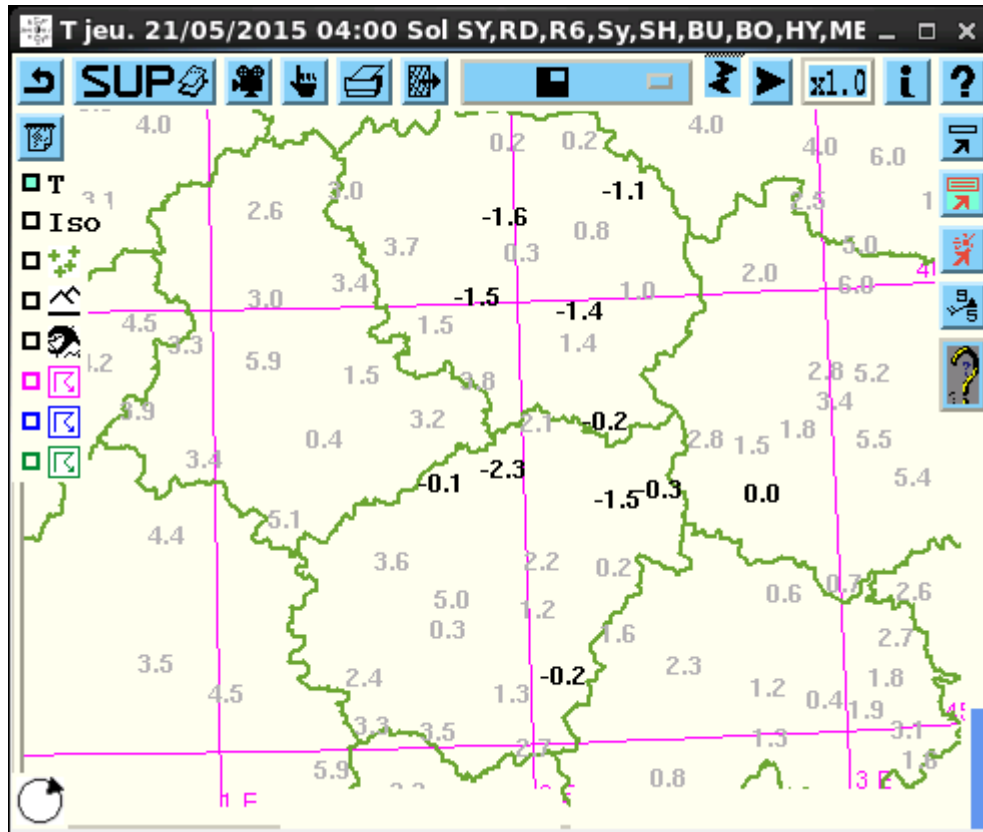 T jeu. 21/05/2015 04:00 Sol SY,RD,R6,Sy,SH,BU,BO,HY,ME
SUP x1.0 i ?
4.0 0.2 0.2 4.0 4.0 6.0
T 3.0 -1.1 2.5 1
3.1 2.6 -1.6 0.8
Iso 3.7 0.3 5.0
3.4 2.0 6.0
3.0 -1.5 -1.4 1.0
4.5 3.3 1.5 1.4
5.9 1.5 3.8 2.8 5.2
3.9 3.2 2.1 -0.2 3.4
0.4 2.8 1.5 1.8 5.5
3.4 -0.1 -2.3 5.4
-1.5 -0.3 0.0
4.4 5.1
3.6 2.2 0.2
5.0 1.2 0.6 0.7 2.6
0.3 1.6 2.7
3.5 2.4 -0.2 2.3 1.8
4.5 1.3 1.2 0.4 1.9
3.3 3.5 2.7 1.3 3.1
5.9 0.8 3 E
1 E